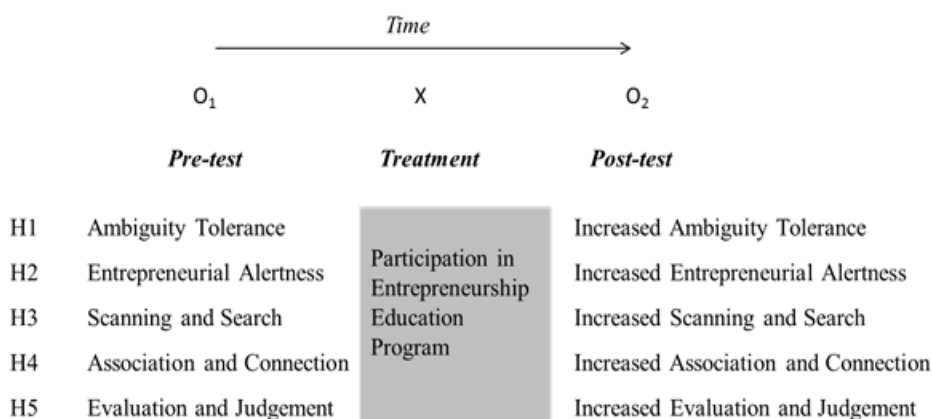 Time
O₁ X O₂
Pre-test Treatment Post-test
H1 Ambiguity Tolerance Increased Ambiguity Tolerance
H2 Entrepreneurial Alertness Increased Entrepreneurial Alertness
H3 Scanning and Search Increased Scanning and Search
H4 Association and Connection Increased Association and Connection
H5 Evaluation and Judgement Increased Evaluation and Judgement
Participation in
Entrepreneurship
Education
Program